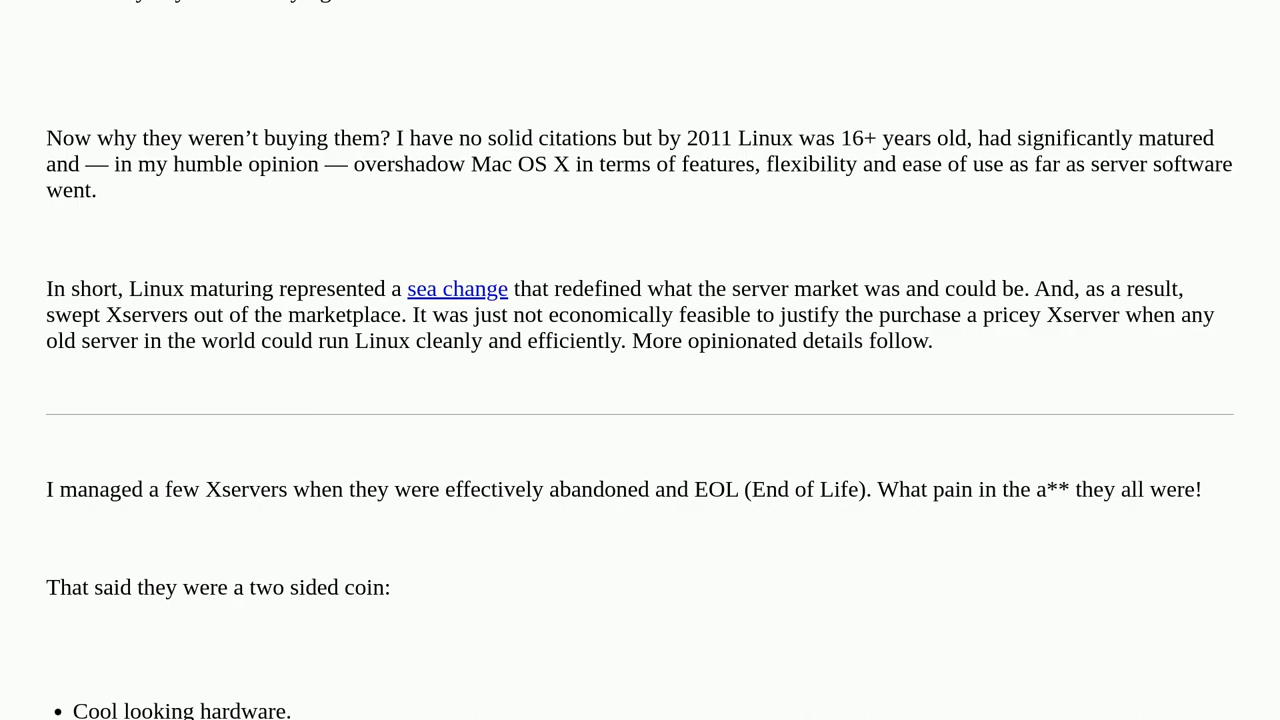 Now why they weren’t buying them? I have no solid citations but by 2011 Linux was 16+ years old, had significantly matured
and — in my humble opinion — overshadow Mac OS X in terms of features, flexibility and ease of use as far as server software
went.
In short, Linux maturing represented a sea change that redefined what the server market was and could be. And, as a result,
swept Xservers out of the marketplace. It was just not economically feasible to justify the purchase a pricey Xserver when any
old server in the world could run Linux cleanly and efficiently. More opinionated details follow.
I managed a few Xservers when they were effectively abandoned and EOL (End of Life). What pain in the a** they all were!
That said they were a two sided coin:
• Cool looking hardware.